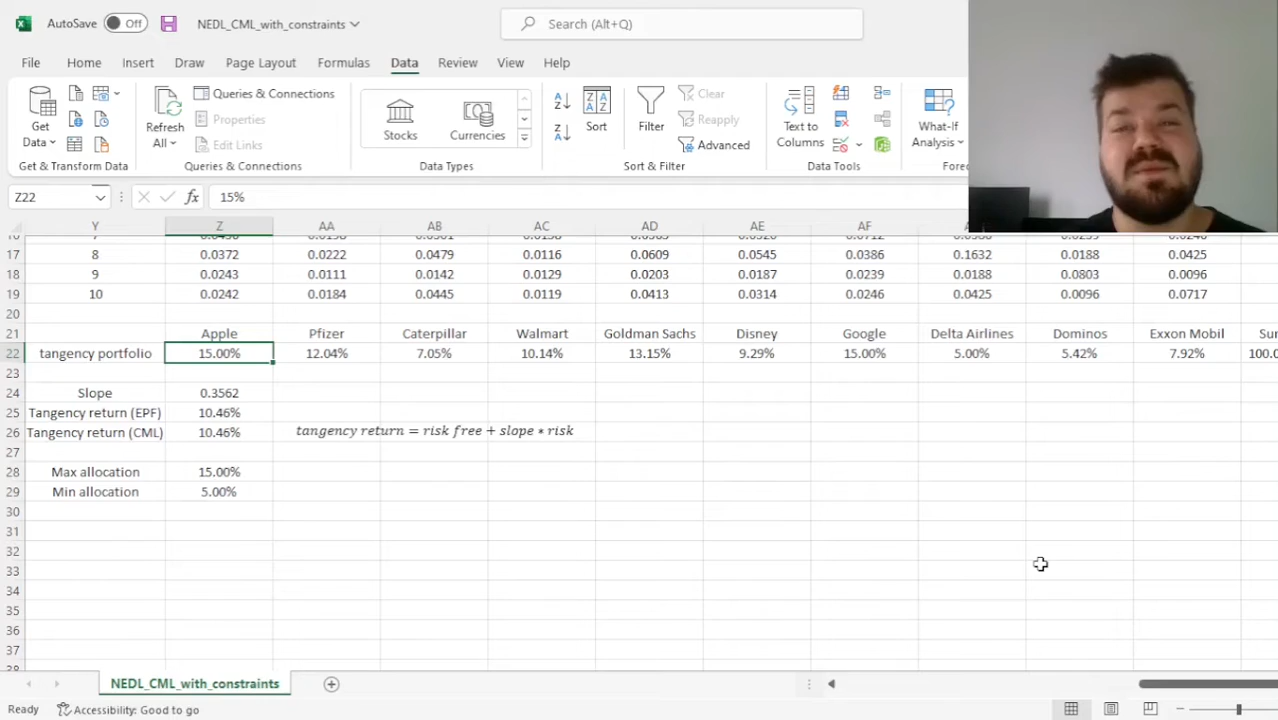 AutoSave Off NEDL_CML_with_constraints Search (Alt+Q)
File Home Insert Draw Page Layout Formulas Data Review View Help
Get Data Refresh All Queries & Connections Properties Edit Links Stocks Currencies Sort Filter Clear Reapply Advanced Text to Columns What-If Analysis
Get & Transform Data Queries & Connections Data Types Sort & Filter Data Tools
Z22 fx 15%
Y Z AA AB AC AD AE AF AH
17 8 0.0372 0.0222 0.0479 0.0116 0.0609 0.0545 0.0386 0.1632 0.0188 0.0425
18 9 0.0243 0.0111 0.0142 0.0129 0.0203 0.0187 0.0239 0.0188 0.0803 0.0096
19 10 0.0242 0.0184 0.0445 0.0119 0.0413 0.0314 0.0246 0.0425 0.0096 0.0717
20
21 Apple Pfizer Caterpillar Walmart Goldman Sachs Disney Google Delta Airlines Dominos Exxon Mobil
22 tangency portfolio 15.00% 12.04% 7.05% 10.14% 13.15% 9.29% 15.00% 5.00% 5.42% 7.92%
23
24 Slope 0.3562
25 Tangency return (EPF) 10.46%
26 Tangency return (CML) 10.46% tangency return = risk free + slope * risk
27
28 Max allocation 15.00%
29 Min allocation 5.00%
30
31
32
33
34
35
36
37
NEDL_CML_with_constraints
Ready Accessibility: Good to go